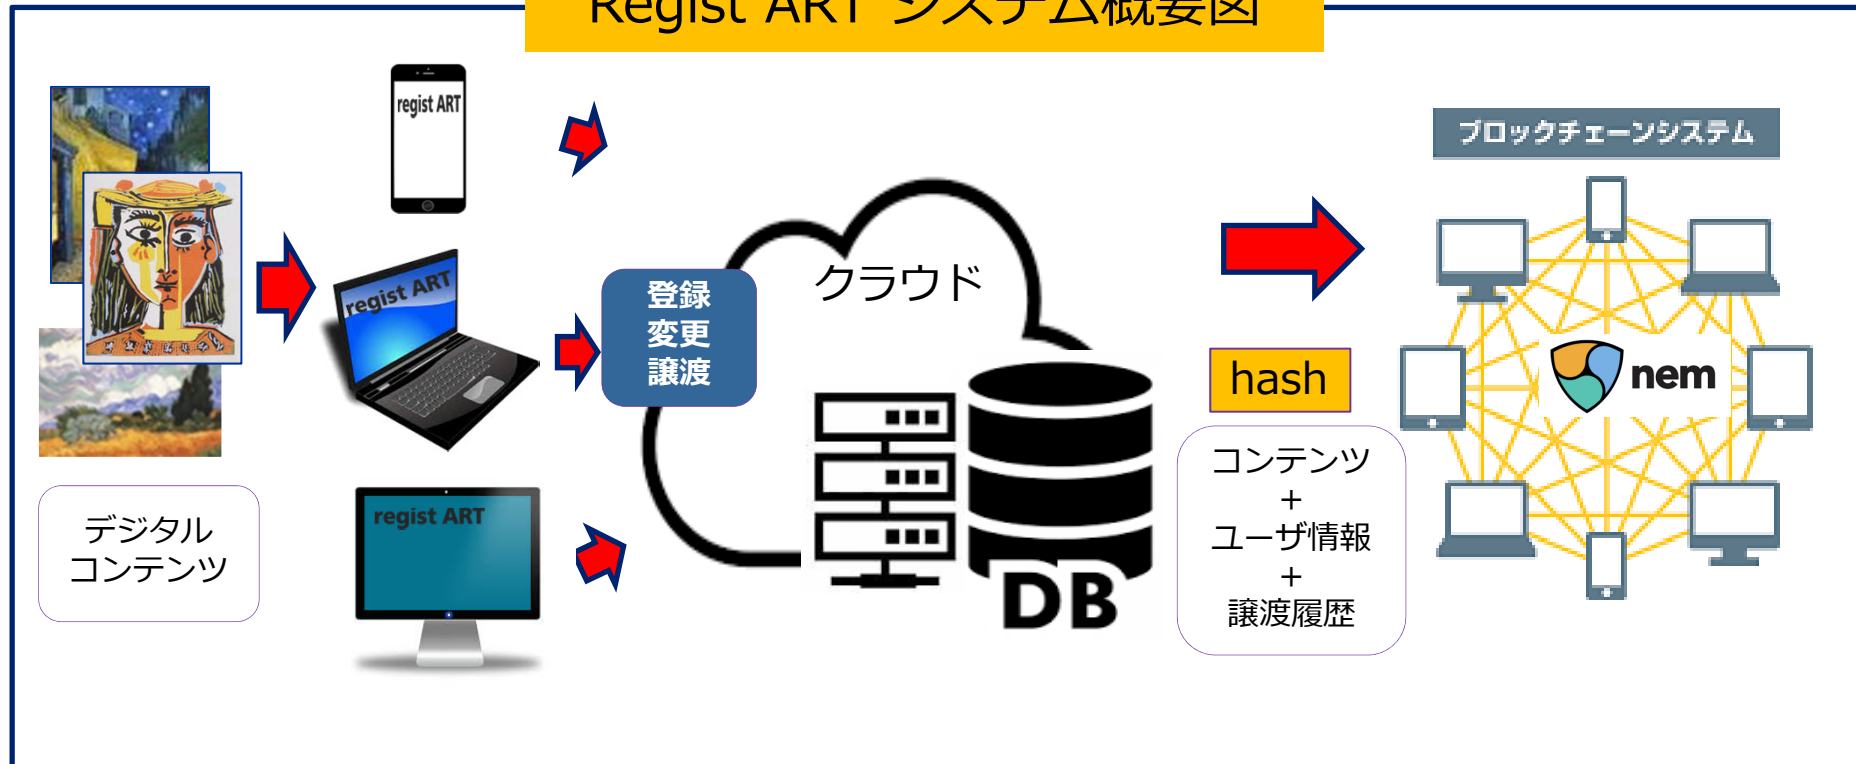 Regist ART システム概要図
regist ART
regist ART
regist ART
デジタル
コンテンツ
登録
変更
譲渡
クラウド
DB
hash
コンテンツ
+
ユーザ情報
+
譲渡履歴
ブロックチェーンシステム
nem